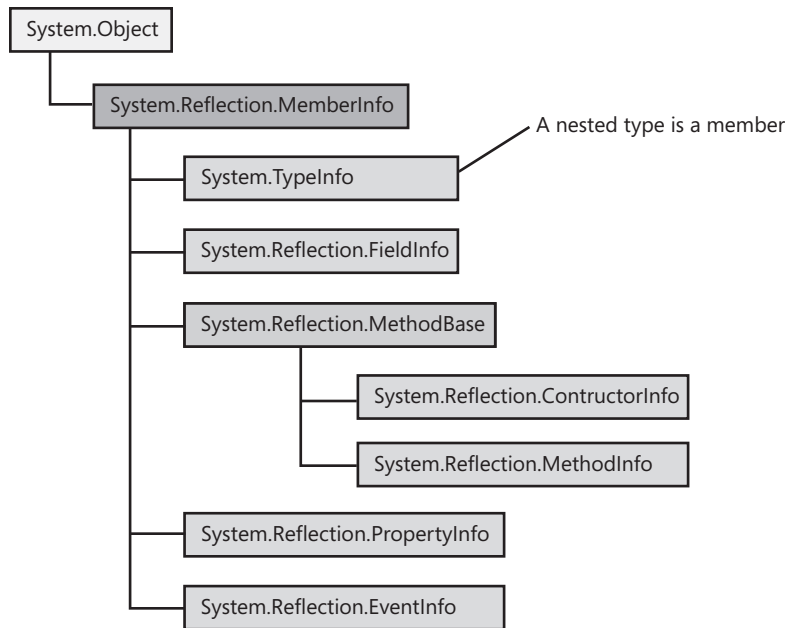 System.Object
System.Reflection.MemberInfo
A nested type is a member
System.TypeInfo
System.Reflection.FieldInfo
System.Reflection.MethodBase
System.Reflection.ContructorInfo
System.Reflection.MethodInfo
System.Reflection.PropertyInfo
System.Reflection.EventInfo